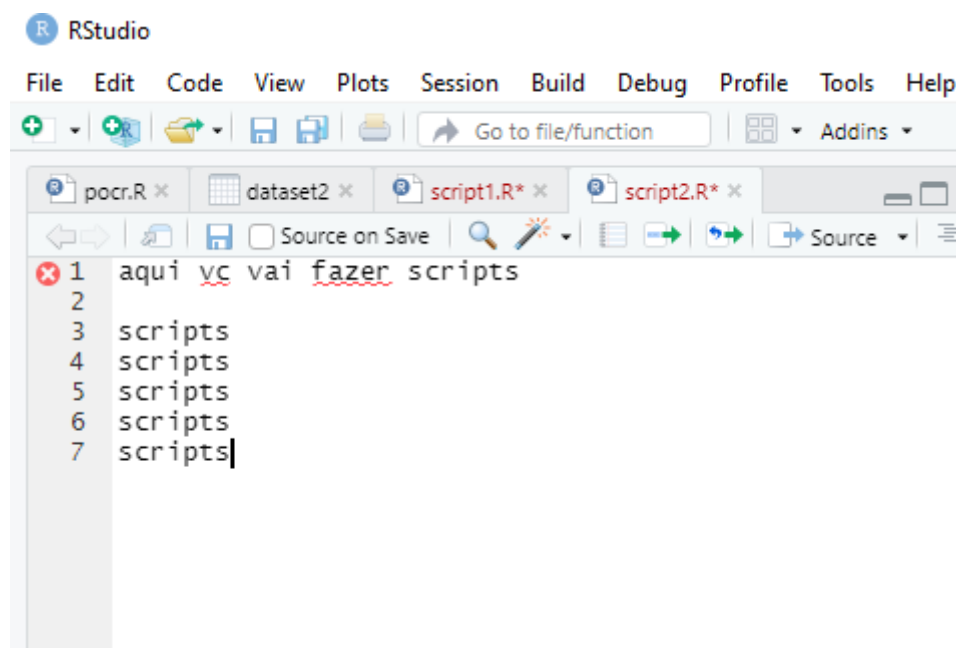 RStudio
File Edit Code View Plots Session Build Debug Profile Tools Help
Go to file/function Addins
pocr.R dataset2 script1.R* script2.R*
Source on Save Source
1 aqui vc vai fazer scripts
2
3 scripts
4 scripts
5 scripts
6 scripts
7 scripts